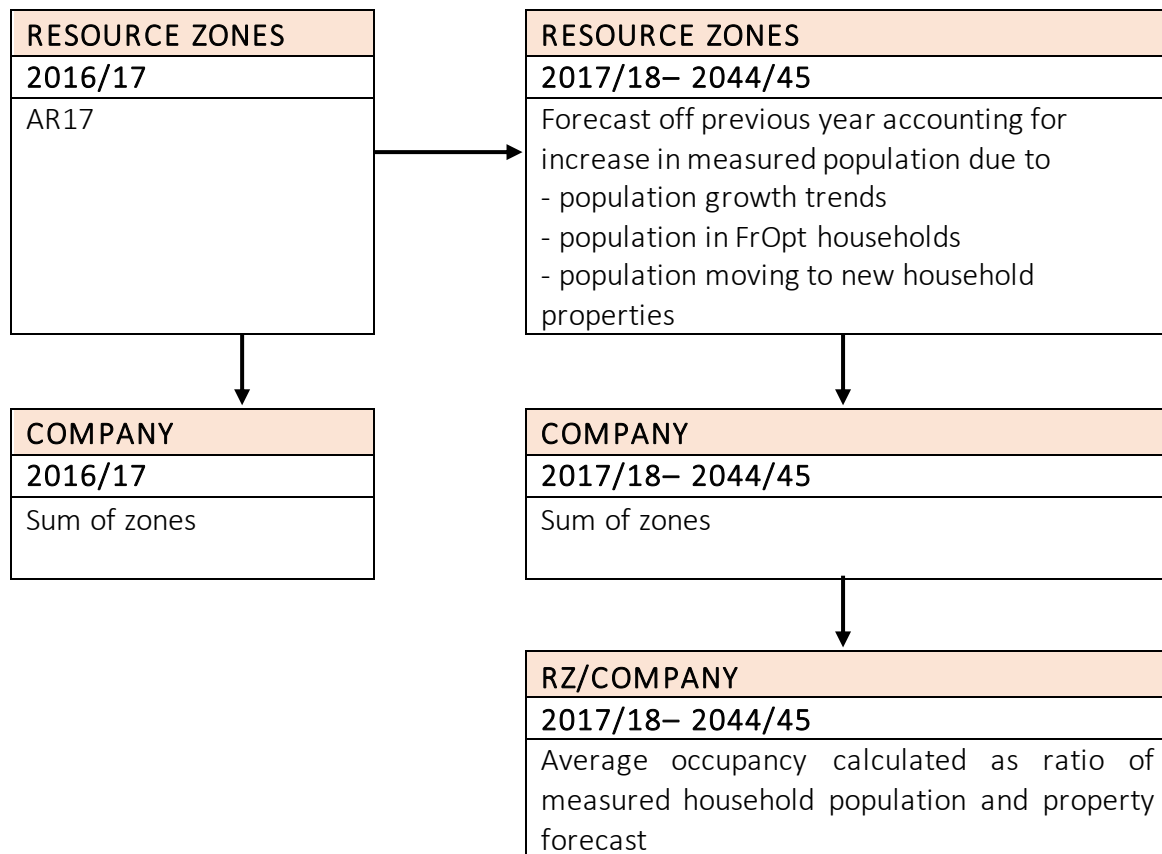 RESOURCE ZONES
2016/17
AR17
RESOURCE ZONES
2017/18– 2044/45
Forecast off previous year accounting for
increase in measured population due to
- population growth trends
- population in FrOpt households
- population moving to new household
properties
COMPANY
2016/17
Sum of zones
COMPANY
2017/18– 2044/45
Sum of zones
RZ/COMPANY
2017/18– 2044/45
Average occupancy calculated as ratio of
measured household population and property
forecast